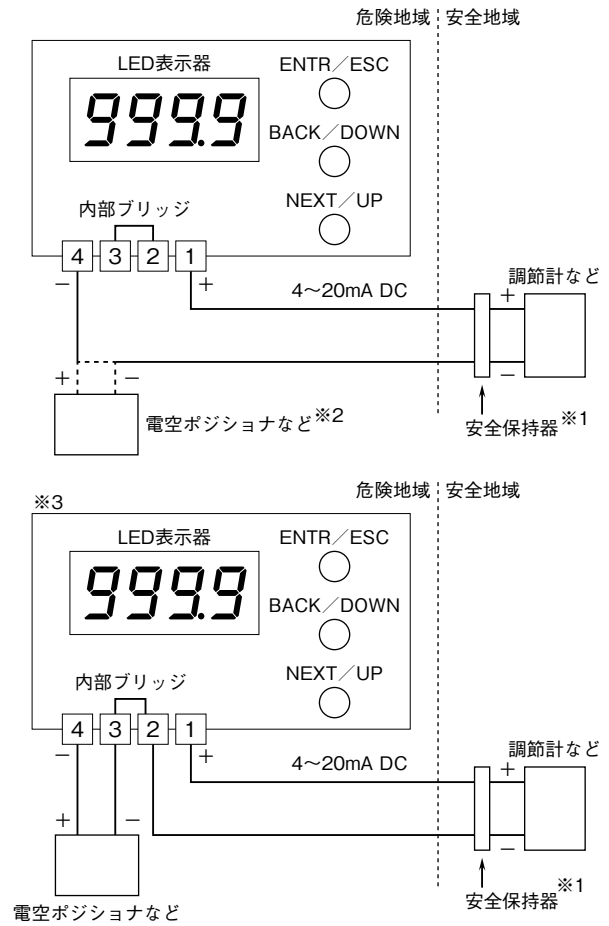 危険地域 安全地域
LED表示器 ENTR／ESC
999.9
BACK／DOWN
NEXT／UP
内部ブリッジ
4 3 2 1
− +
4〜20mA DC
調節計など
+
−
+ −
電空ポジショナなど※2
安全保持器※1
危険地域 安全地域
※3
LED表示器 ENTR／ESC
999.9
BACK／DOWN
NEXT／UP
内部ブリッジ
4 3 2 1
− +
4〜20mA DC
調節計など
+
−
+ −
電空ポジショナなど
安全保持器※1